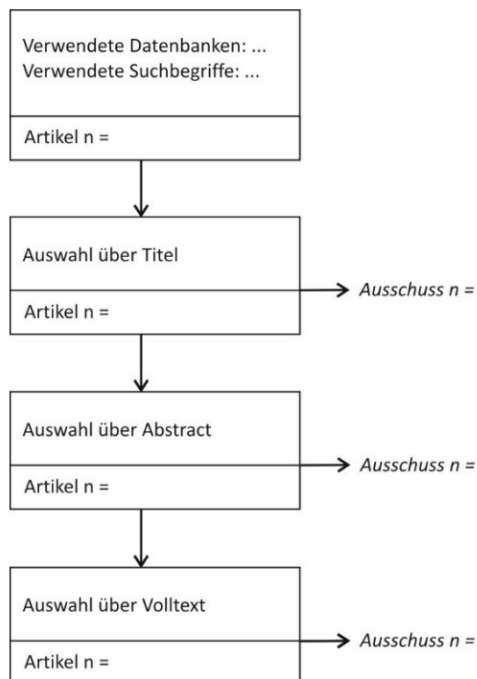 Verwendete Datenbanken: ...
Verwendete Suchbegriffe: ...
Artikel n =
Auswahl über Titel
Ausschuss n =
Artikel n =
Auswahl über Abstract
Ausschuss n =
Artikel n =
Auswahl über Volltext
Ausschuss n =
Artikel n =